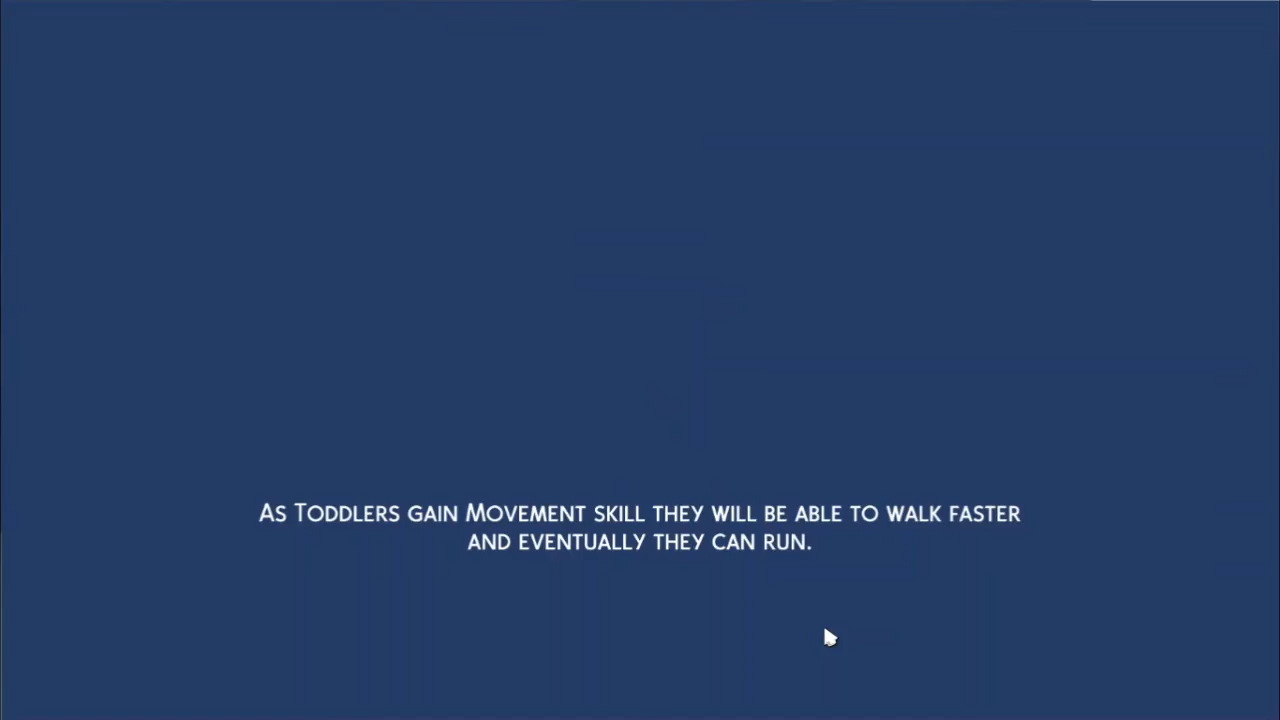 As Toddlers gain Movement skill they will be able to walk faster
and eventually they can run.